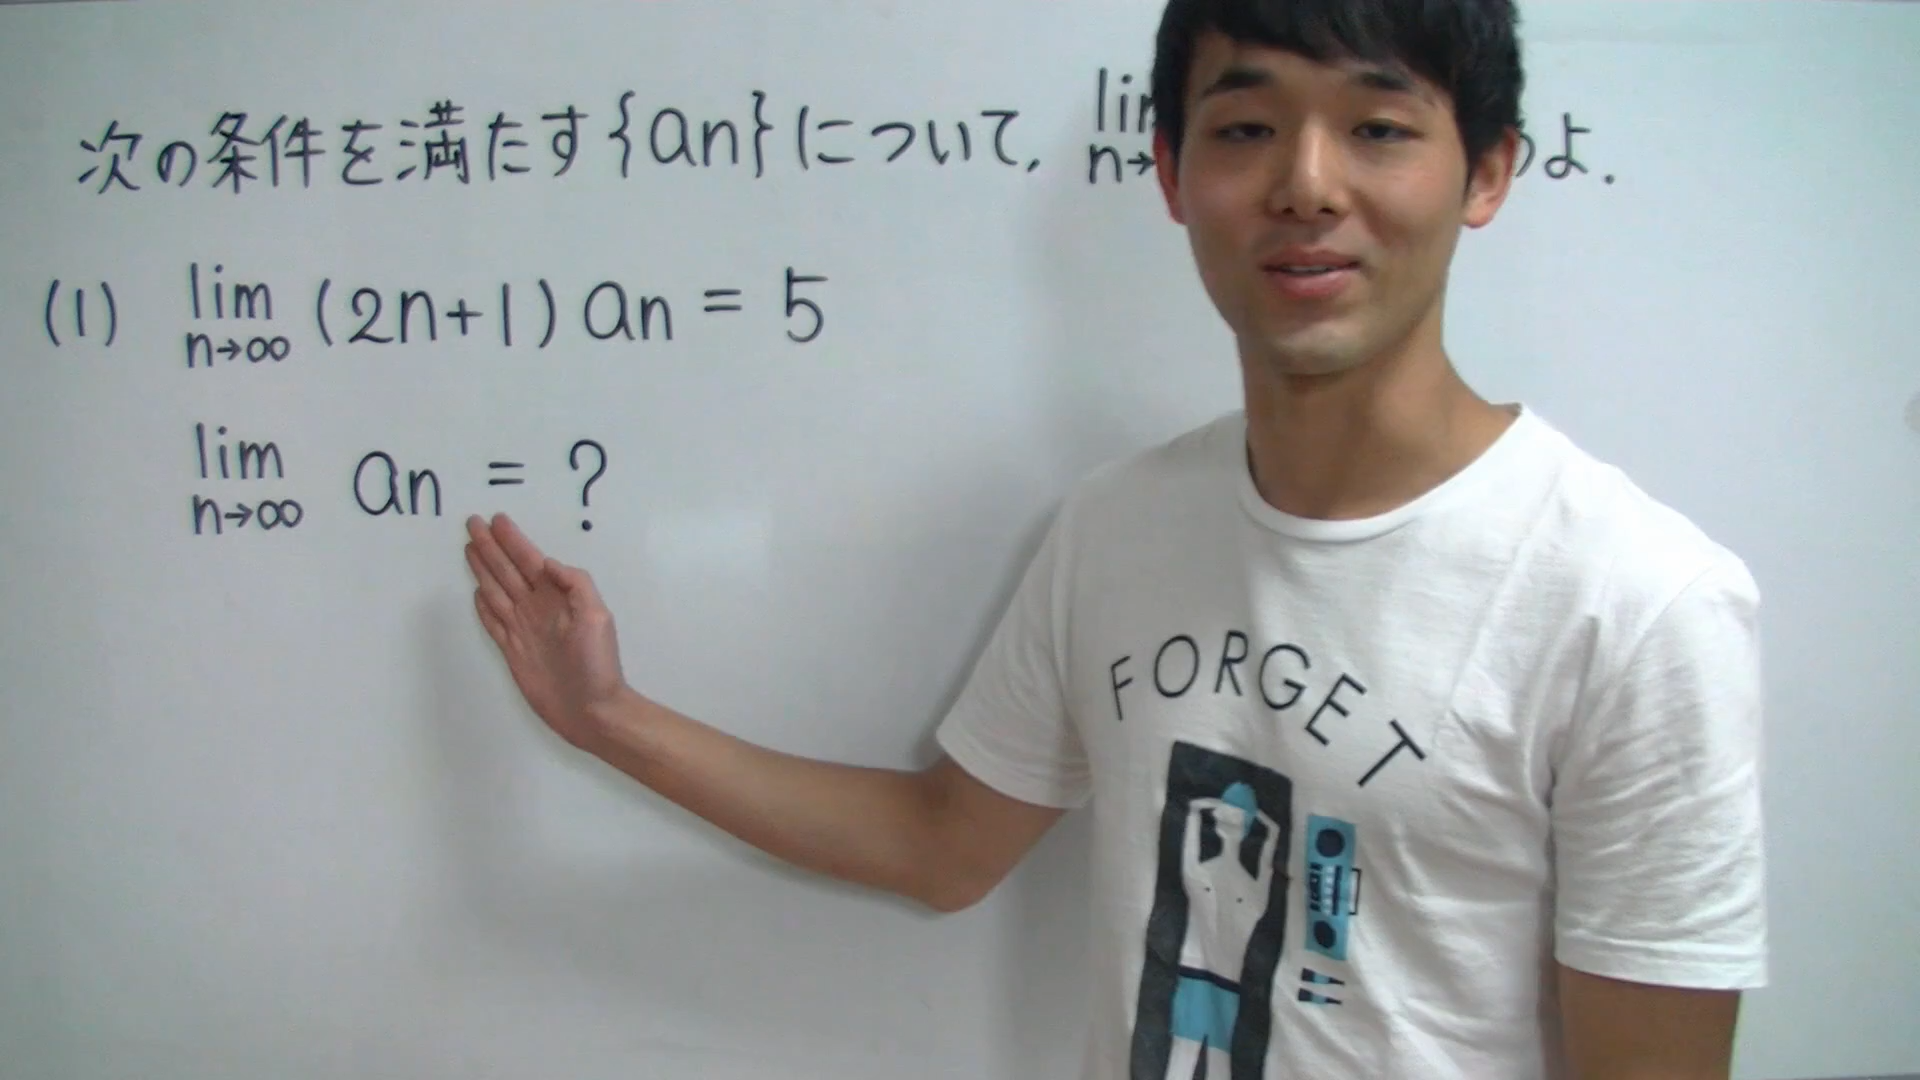 次の条件を満たす{an}について, lim n→ よ.
(1) lim n→∞ (2n+1) an = 5
lim n→∞ an = ?
FORGET